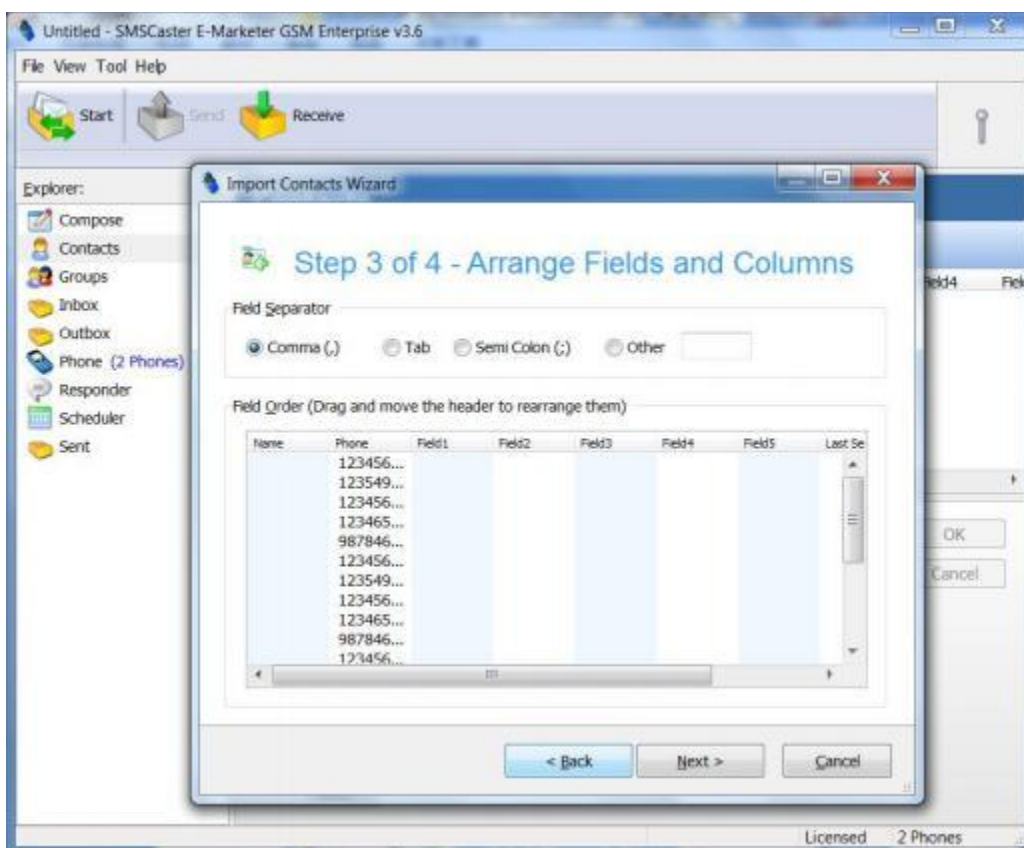 Untitled - SMSCaster E-Marketer GSM Enterprise v3.6
File View Tool Help
Start Send Receive
Explorer:
Compose
Contacts
Groups
Inbox
Outbox
Phone (2 Phones)
Responder
Scheduler
Sent
Import Contacts Wizard
Step 3 of 4 - Arrange Fields and Columns
Field Separator
Comma (,) Tab Semi Colon (;) Other
Field Order (Drag and move the header to rearrange them)
Name Phone Field1 Field2 Field3 Field4 Field5 Last Se
123456...
123549...
123456...
123465...
987846...
123456...
123549...
123456...
123465...
987846...
123456...
< Back Next > Cancel
Field4 Fiel
OK
Cancel
Licensed 2 Phones